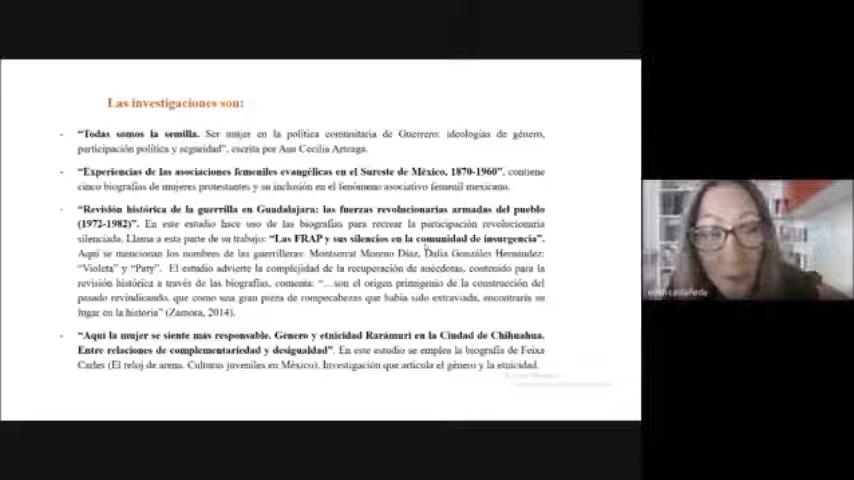 Las investigaciones son:
- "Todas somos la semilla. Ser mujer en la política comunitaria de Guerrero: ideologías de género,
participación política y seguridad", escrita por Ana Cecilia Arteaga.
- "Experiencias de las asociaciones femeniles evangélicas en el Sureste de México, 1870-1960", contiene
cinco biografías de mujeres protestantes y su inclusión en el fenómeno asociativo femenil mexicano.
- "Revisión histórica de la guerrilla en Guadalajara: las fuerzas revolucionarias armadas del pueblo
(1972-1982)". En este estudio hace uso de las biografías para recrear la participación revolucionaria
silenciada. Llama a esta parte de su trabajo: "Las FRAP y sus silencios en la comunidad de insurgencia".
Aquí se mencionan los nombres de las guerrilleras: Montserrat Moreno Díaz, Dalia Gonzáles Hernández:
"Violeta" y "Paty". El estudio advierte la complejidad de la recuperación de anécdotas, contenido para la
revisión histórica a través de las biografías, comenta: "…son el origen primigenio de la construcción del
pasado revindicando, que como una gran pieza de rompecabezas que había sido extraviada, encontraría su
lugar en la historia" (Zamora, 2014).
- "Aquí la mujer se siente más responsable. Género y etnicidad Rarámuri en la Ciudad de Chihuahua.
Entre relaciones de complementariedad y desigualdad". En este estudio se emplea la biografía de Feixa
Carles (El reloj de arena. Culturas juveniles en México). Investigación que articula el género y la etnicidad.
castañeda